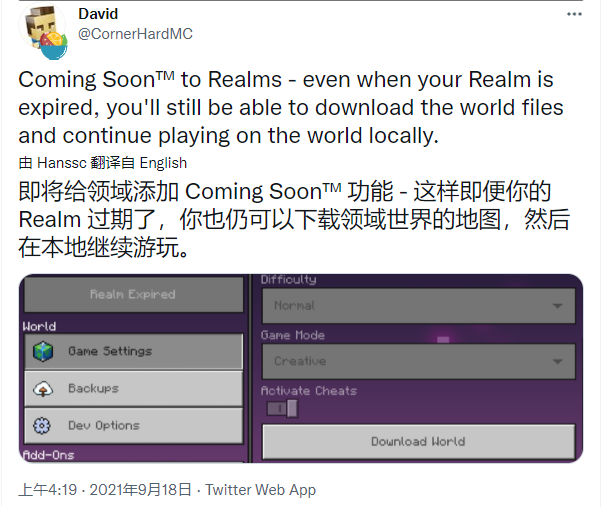 David
@CornerHardMC
Coming Soon™ to Realms - even when your Realm is
expired, you'll still be able to download the world files
and continue playing on the world locally.
由 Hanssc 翻译自 English
即将给领域添加 Coming Soon™ 功能 - 这样即便你的
Realm 过期了，你也仍可以下载领域世界的地图，然后
在本地继续游玩。
Realm Expired
World
Game Settings
Backups
Dev Options
Add-Ons
Difficulty
Normal
Game Mode
Creative
Activate Cheats
Download World
上午4:19 · 2021年9月18日 · Twitter Web App